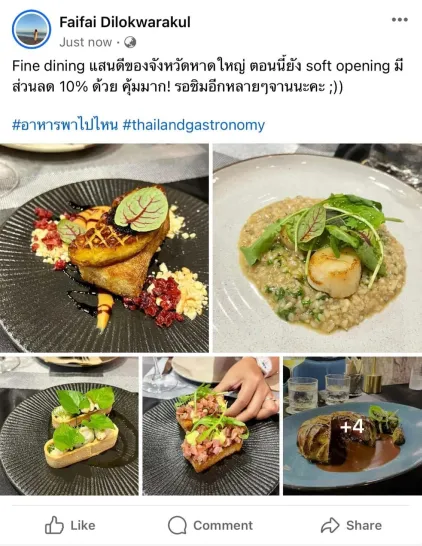 Faifai Dilokwarakul
Just now ·
Fine dining แสนดีของจังหวัดหาดใหญ่ ตอนนี้ยัง soft opening มี
ส่วนลด 10% ด้วย คุ้มมาก! รอชิมอีกหลายๆจานนะคะ ;))
#อาหารพาไปไหน #thailandgastronomy
+4
Like Comment Share